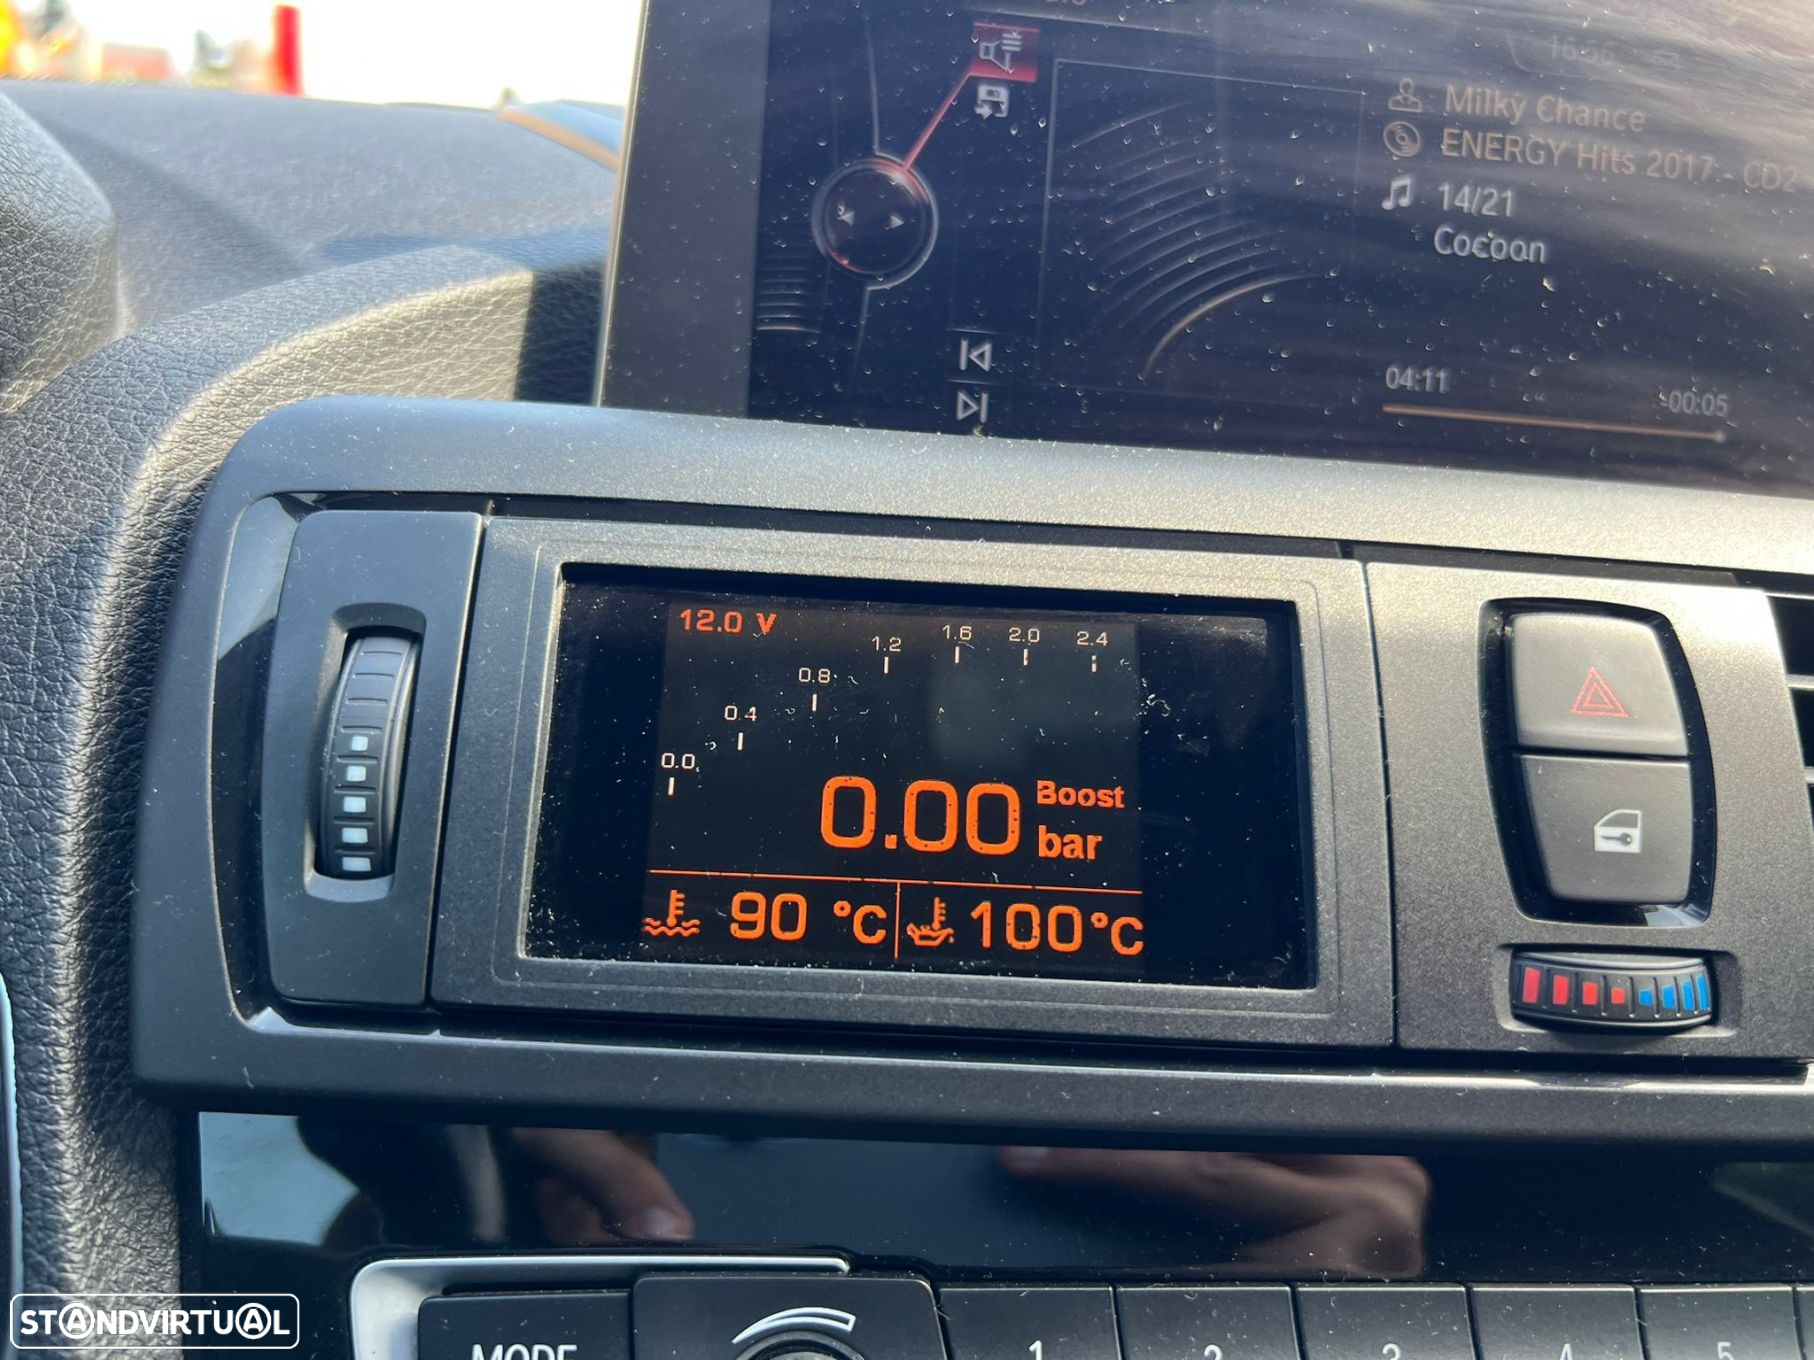 16:56
Milky Chance
ENERGY Hits 2017 - CD2
14/21
Cocoon
04:11
-00:05
12.0 V
0.0
0.4
0.8
1.2
1.6
2.0
2.4
0.00 Boost
bar
90 °C
100°C
MODE
1
2
3
4
5
STANDVIRTUAL